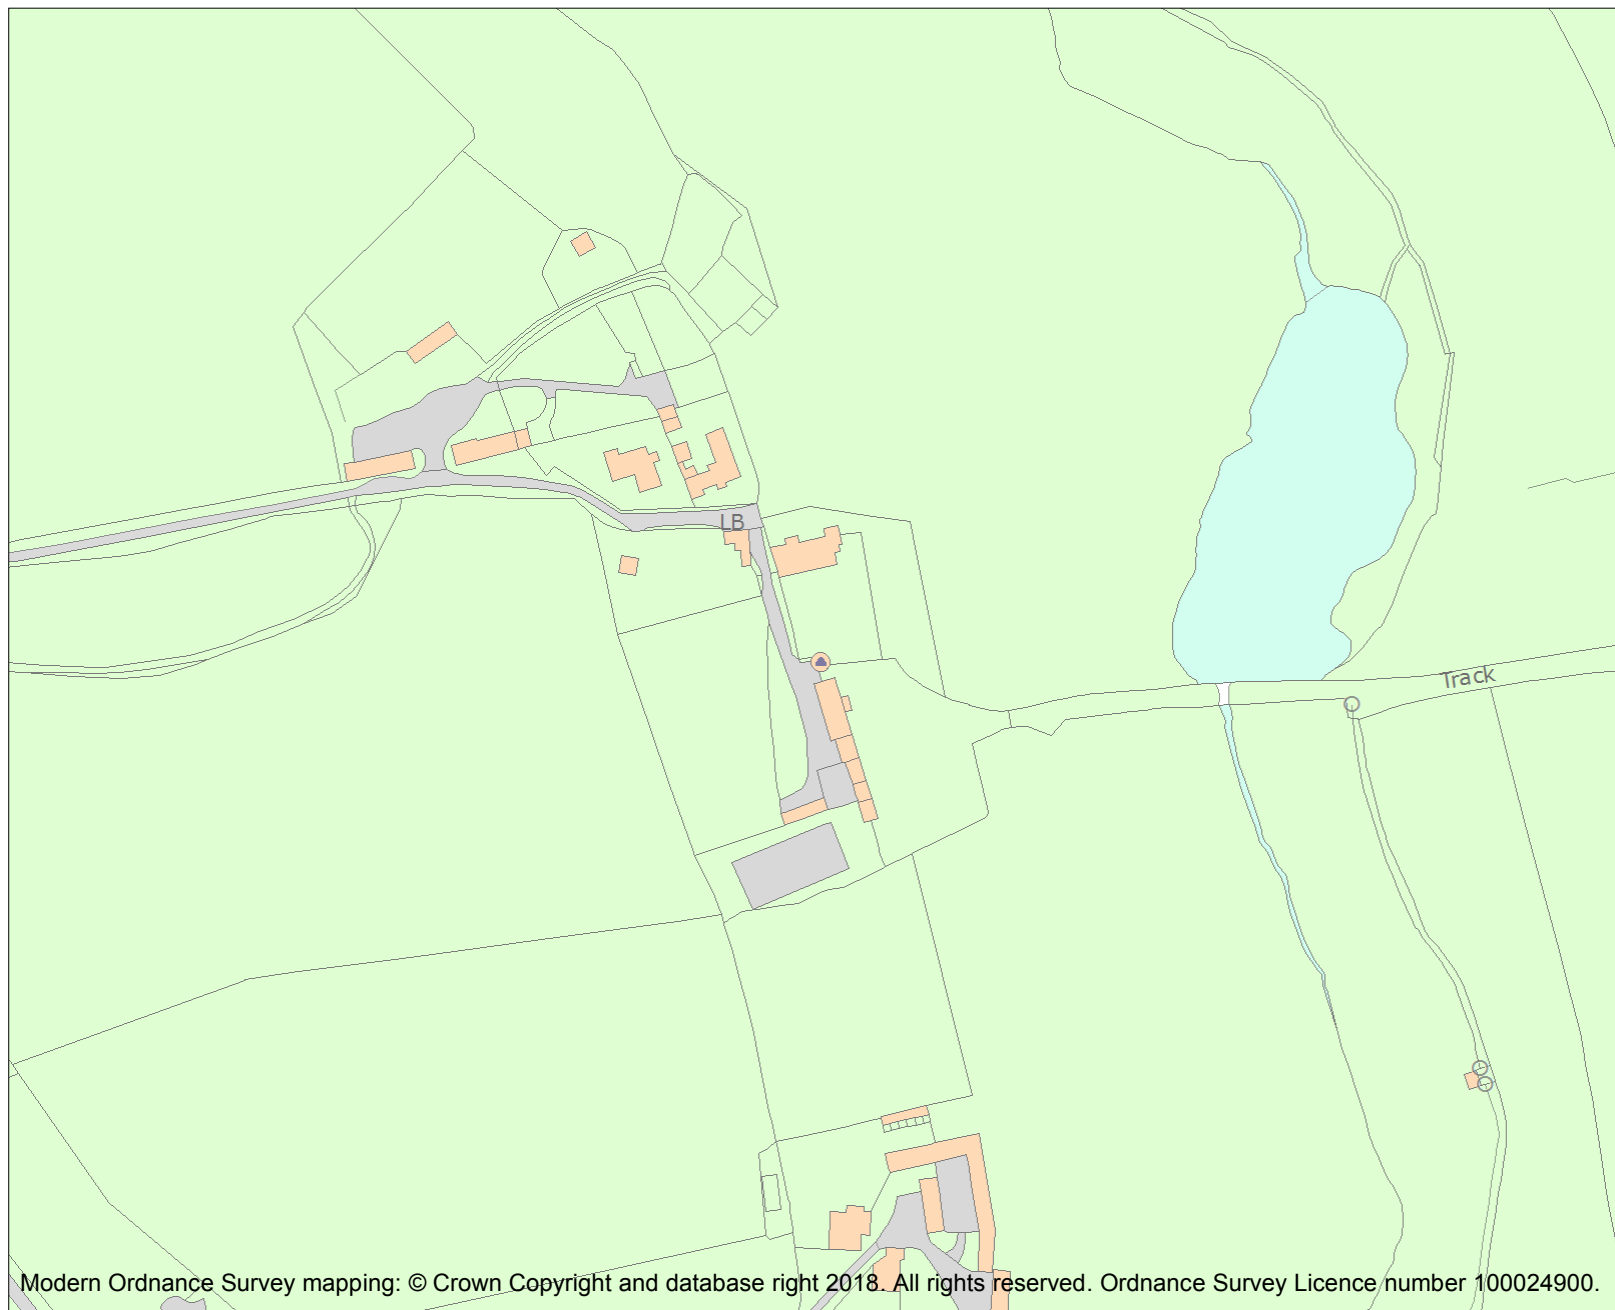 LB
Track
Modern Ordnance Survey mapping: © Crown Copyright and database right 2018. All rights reserved. Ordnance Survey Licence number 100024900.